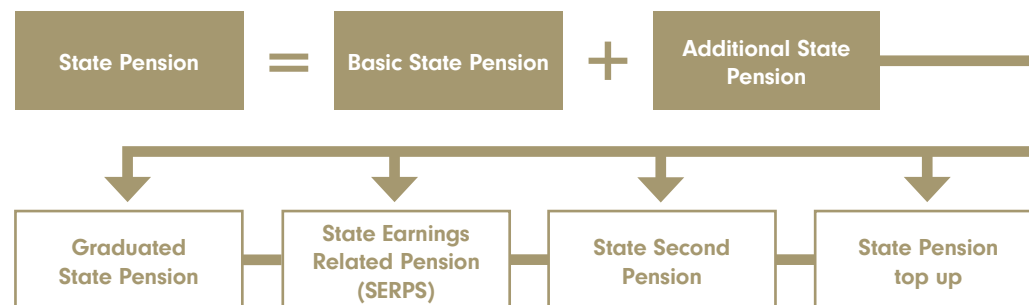 State Pension
=
Basic State Pension
+
Additional State
Pension
Graduated
State Pension
State Earnings
Related Pension
(SERPS)
State Second
Pension
State Pension
top up